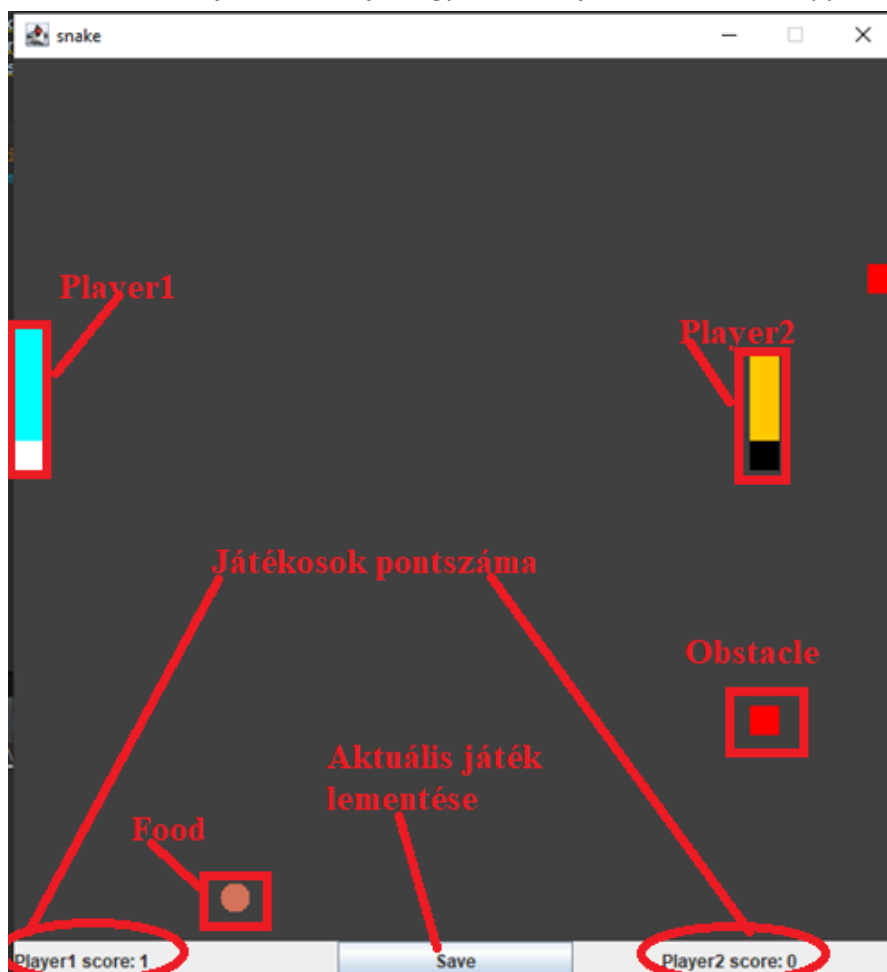 snake
Player1
Player2
Játékosok pontszáma
Obstacle
Aktuális játék
lementése
Food
Player1 score: 1
Save
Player2 score: 0